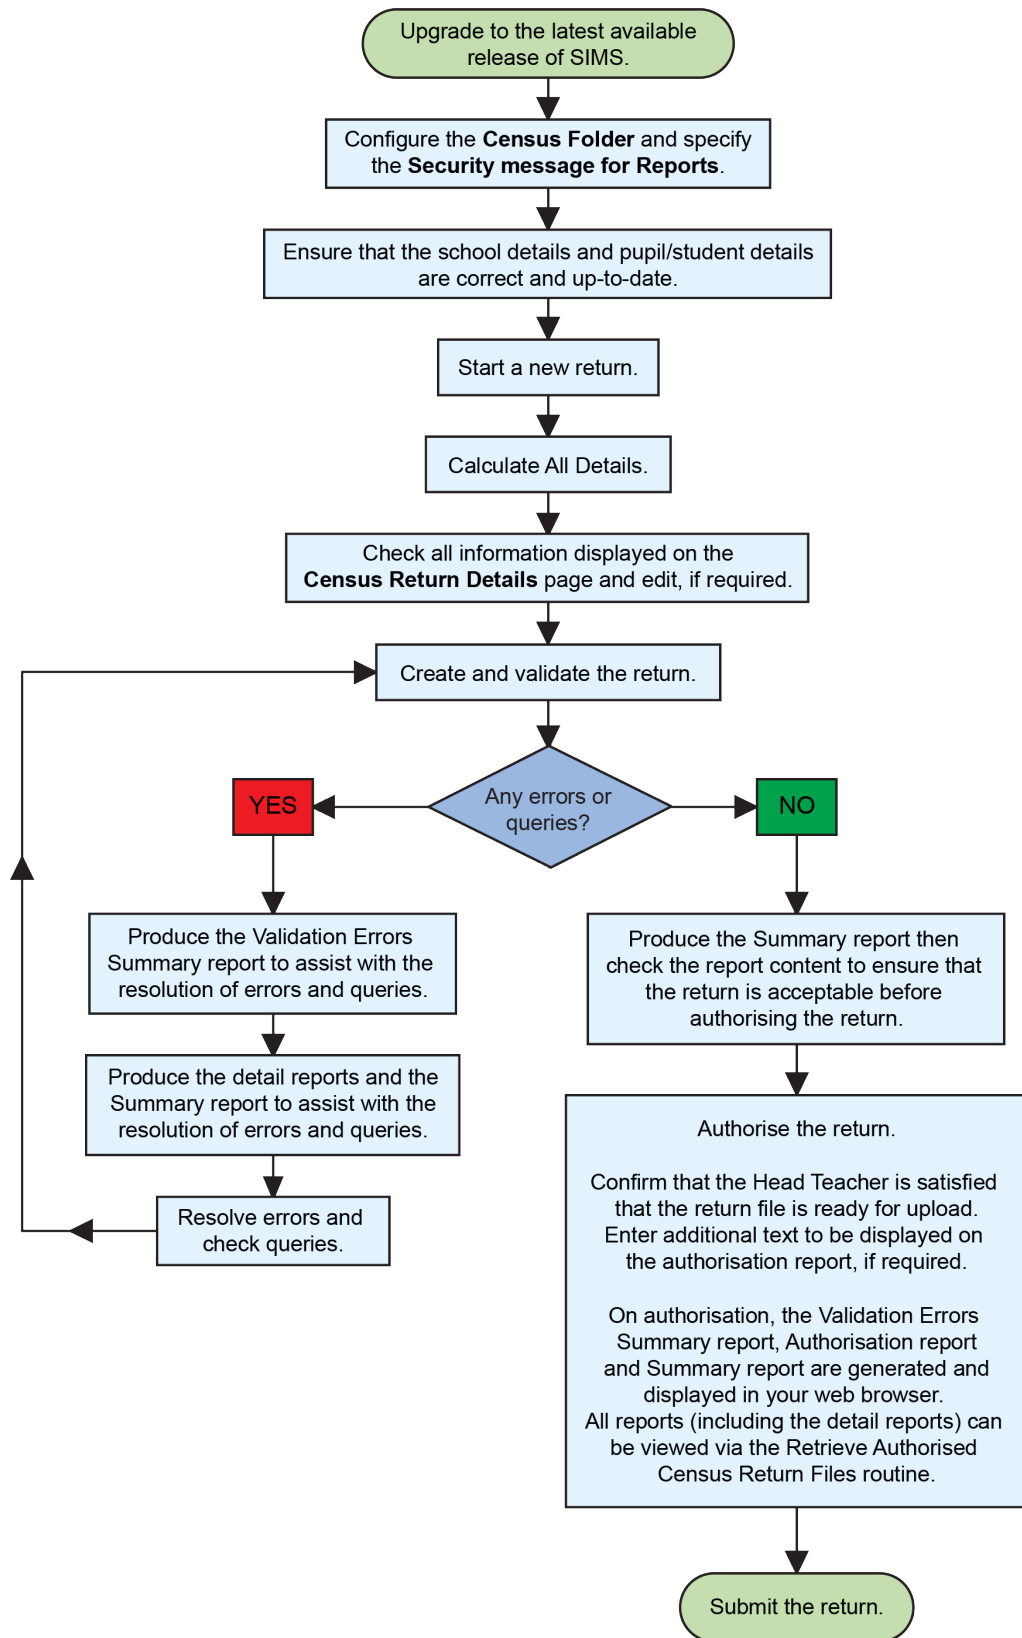 Upgrade to the latest available
release of SIMS.
Configure the Census Folder and specify
the Security message for Reports.
Ensure that the school details and pupil/student details
are correct and up-to-date.
Start a new return.
Calculate All Details.
Check all information displayed on the
Census Return Details page and edit, if required.
Create and validate the return.
Any errors or
queries?
YES
NO
Produce the Validation Errors
Summary report to assist with the
resolution of errors and queries.
Produce the detail reports and the
Summary report to assist with the
resolution of errors and queries.
Resolve errors and
check queries.
Produce the Summary report then
check the report content to ensure that
the return is acceptable before
authorising the return.
Authorise the return.
Confirm that the Head Teacher is satisfied
that the return file is ready for upload.
Enter additional text to be displayed on
the authorisation report, if required.
On authorisation, the Validation Errors
Summary report, Authorisation report
and Summary report are generated and
displayed in your web browser.
All reports (including the detail reports) can
be viewed via the Retrieve Authorised
Census Return Files routine.
Submit the return.